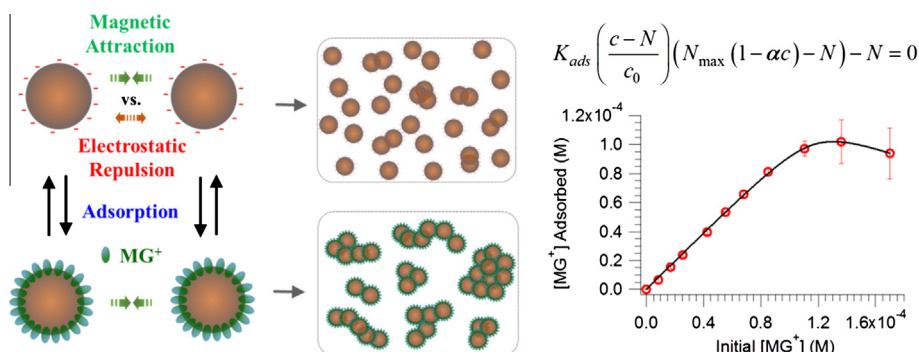 Magnetic
Attraction
vs.
Electrostatic
Repulsion
Adsorption
MG⁺
K_ads ((c − N) / c₀) (N_max (1 − αc) − N) − N = 0
[MG⁺] Adsorbed (M)
1.2x10⁻⁴
1.0
0.8
0.6
0.4
0.2
0.0
0.0 0.4 0.8 1.2 1.6x10⁻⁴
Initial [MG⁺] (M)